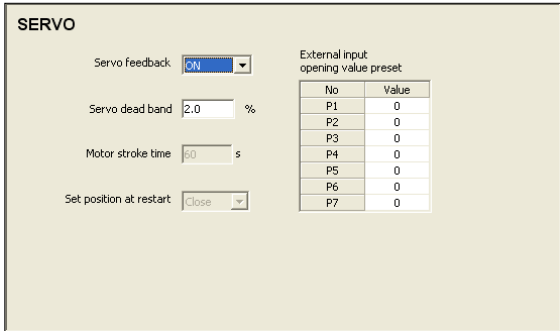 SERVO
Servo feedback ON
Servo dead band 2.0 %
Motor stroke time 60 s
Set position at restart Close
External input
opening value preset
No Value
P1 0
P2 0
P3 0
P4 0
P5 0
P6 0
P7 0